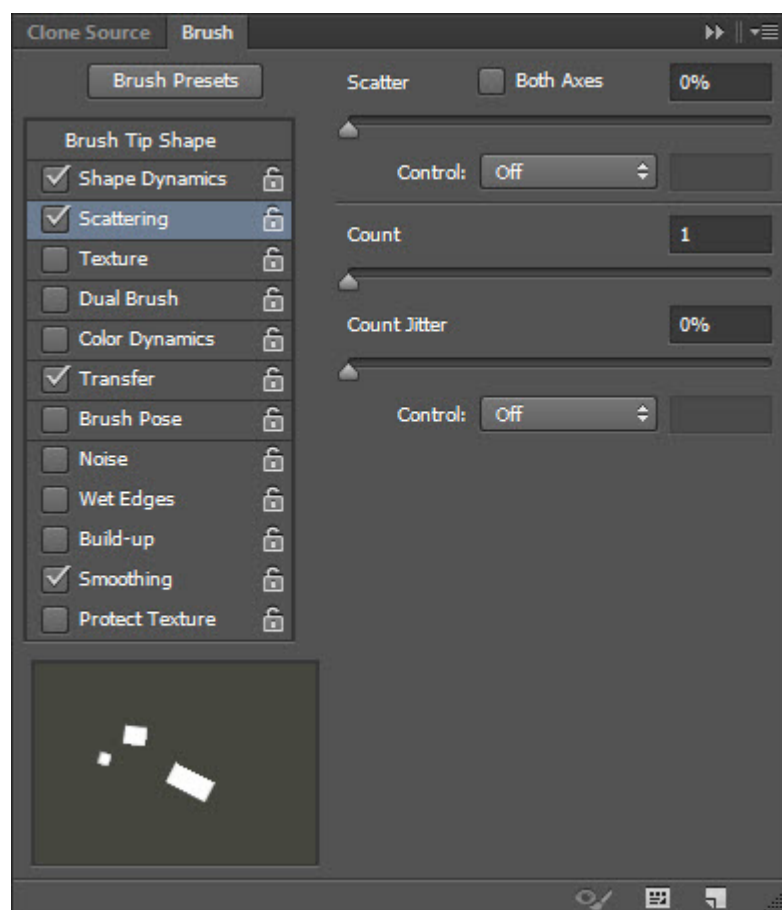 Clone Source Brush
Brush Presets
Scatter Both Axes 0%
Brush Tip Shape
Shape Dynamics
Control: Off
Scattering
Count 1
Texture
Dual Brush
Count Jitter 0%
Color Dynamics
Transfer
Control: Off
Brush Pose
Noise
Wet Edges
Build-up
Smoothing
Protect Texture